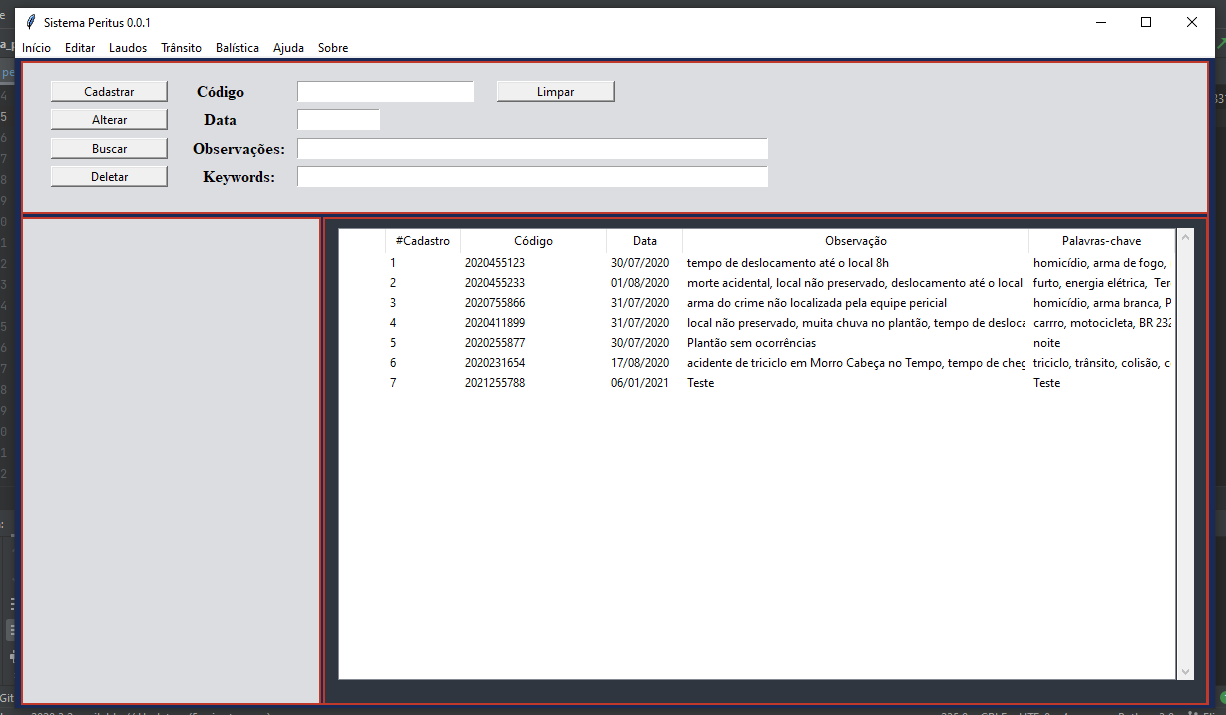 Sistema Peritus 0.0.1
Início Editar Laudos Trânsito Balística Ajuda Sobre
Cadastrar Código Limpar
Alterar Data
Buscar Observações:
Deletar Keywords:
#Cadastro Código Data Observação Palavras-chave
1 2020455123 30/07/2020 tempo de deslocamento até o local 8h homicídio, arma de fogo,
2 2020455233 01/08/2020 morte acidental, local não preservado, deslocamento até o local furto, energia elétrica, Ter
3 2020755866 31/07/2020 arma do crime não localizada pela equipe pericial homicídio, arma branca, P
4 2020411899 31/07/2020 local não preservado, muita chuva no plantão, tempo de desloca carrro, motocicleta, BR 232
5 2020255877 30/07/2020 Plantão sem ocorrências noite
6 2020231654 17/08/2020 acidente de triciclo em Morro Cabeça no Tempo, tempo de cheg triciclo, trânsito, colisão, c
7 2021255788 06/01/2021 Teste Teste
Git